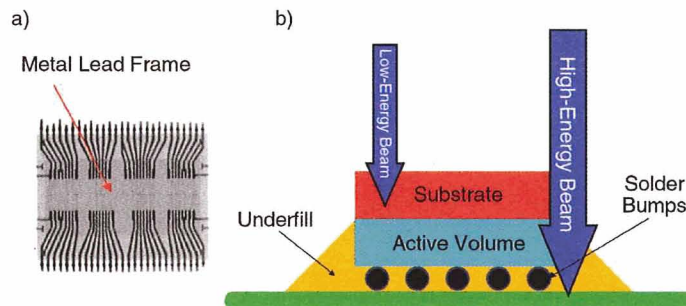 a)
b)
Metal Lead Frame
Low-Energy Beam
High-Energy Beam
Substrate
Solder
Bumps
Underfill
Active Volume